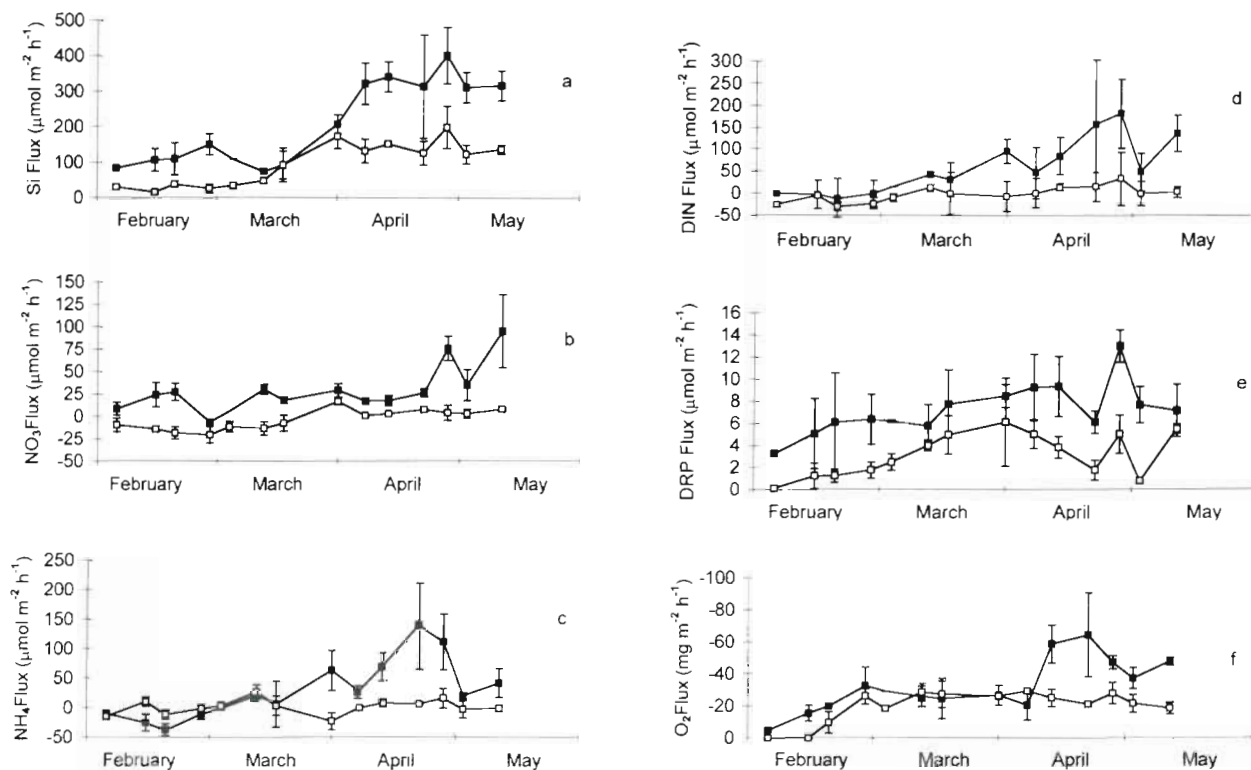 Si Flux (µmol m⁻² h⁻¹)
500
400
300
200
100
0
a
February March April May
NO₃Flux (µmol m⁻² h⁻¹)
150
125
100
75
50
25
0
-25
-50
b
February March April May
NH₄Flux (µmol m⁻² h⁻¹)
250
200
150
100
50
0
-50
c
February March April May
DIN Flux (µmol m⁻² h⁻¹)
300
250
200
150
100
50
0
-50
d
February March April May
DRP Flux (µmol m⁻² h⁻¹)
16
14
12
10
8
6
4
2
0
e
February March April May
O₂Flux (mg m⁻² h⁻¹)
-100
-80
-60
-40
-20
0
f
February March April May